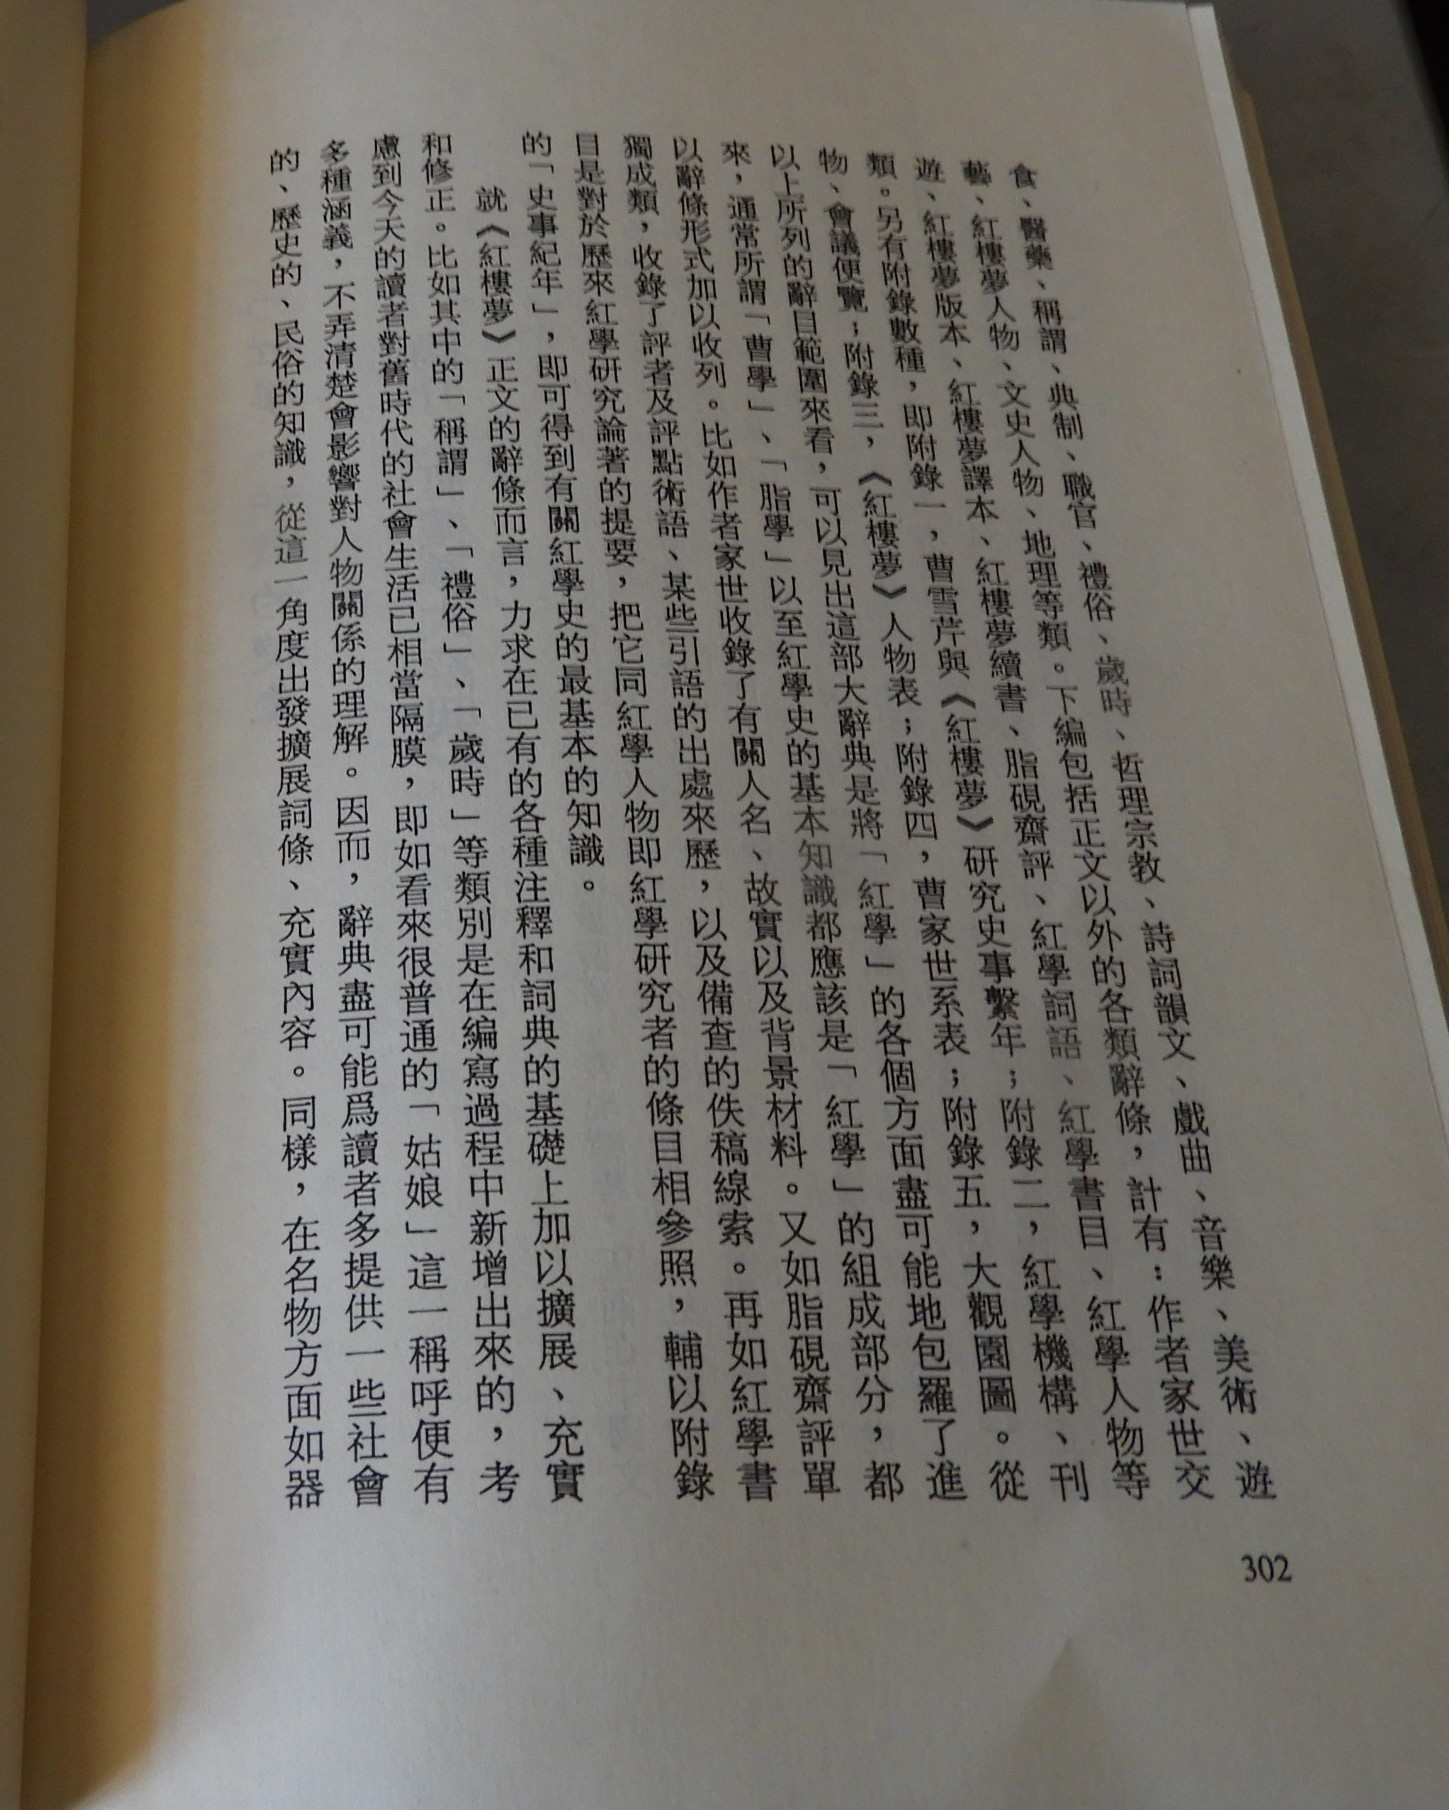 食、醫藥、稱謂、典制、職官、禮俗、歲時、哲理宗教、詩詞韻文、戲曲、音樂、美術、遊
藝、紅樓夢人物、文史人物、地理等類。下編包括正文以外的各類辭條，計有：作者家世交
遊、紅樓夢版本、紅樓夢譯本、紅樓夢續書、脂硯齋評、紅學詞語、紅學書目、紅學人物等
類。另有附錄數種，即附錄一，曹雪芹與《紅樓夢》研究史事繫年；附錄二，紅學機構、刊
物、會議便覽；附錄三，《紅樓夢》人物表；附錄四，曹家世系表；附錄五，大觀園圖。從
以上所列的辭目範圍來看，可以見出這部大辭典是將「紅學」的各個方面盡可能地包羅了進
來，通常所謂「曹學」、「脂學」以至紅學史的基本知識都應該是「紅學」的組成部分，都
以辭條形式加以收列。比如作者家世收錄了有關人名、故實以及背景材料。又如脂硯齋評單
獨成類，收錄了評者及評點術語、某些引語的出處來歷，以及備查的佚稿線索。再如紅學書
目是對於歷來紅學研究論著的提要，把它同紅學人物即紅學研究者的條目相參照，輔以附錄
的「史事紀年」，即可得到有關紅學史的最基本的知識。
就《紅樓夢》正文的辭條而言，力求在已有的各種注釋和詞典的基礎上加以擴展、充實
和修正。比如其中的「稱謂」、「禮俗」、「歲時」等類別是在編寫過程中新增出來的，考
慮到今天的讀者對舊時代的社會生活已相當隔膜，即如看來很普通的「姑娘」這一稱呼便有
多種涵義，不弄清楚會影響對人物關係的理解。因而，辭典盡可能爲讀者多提供一些社會
的、歷史的、民俗的知識，從這一角度出發擴展詞條、充實內容。同樣，在名物方面如器
302